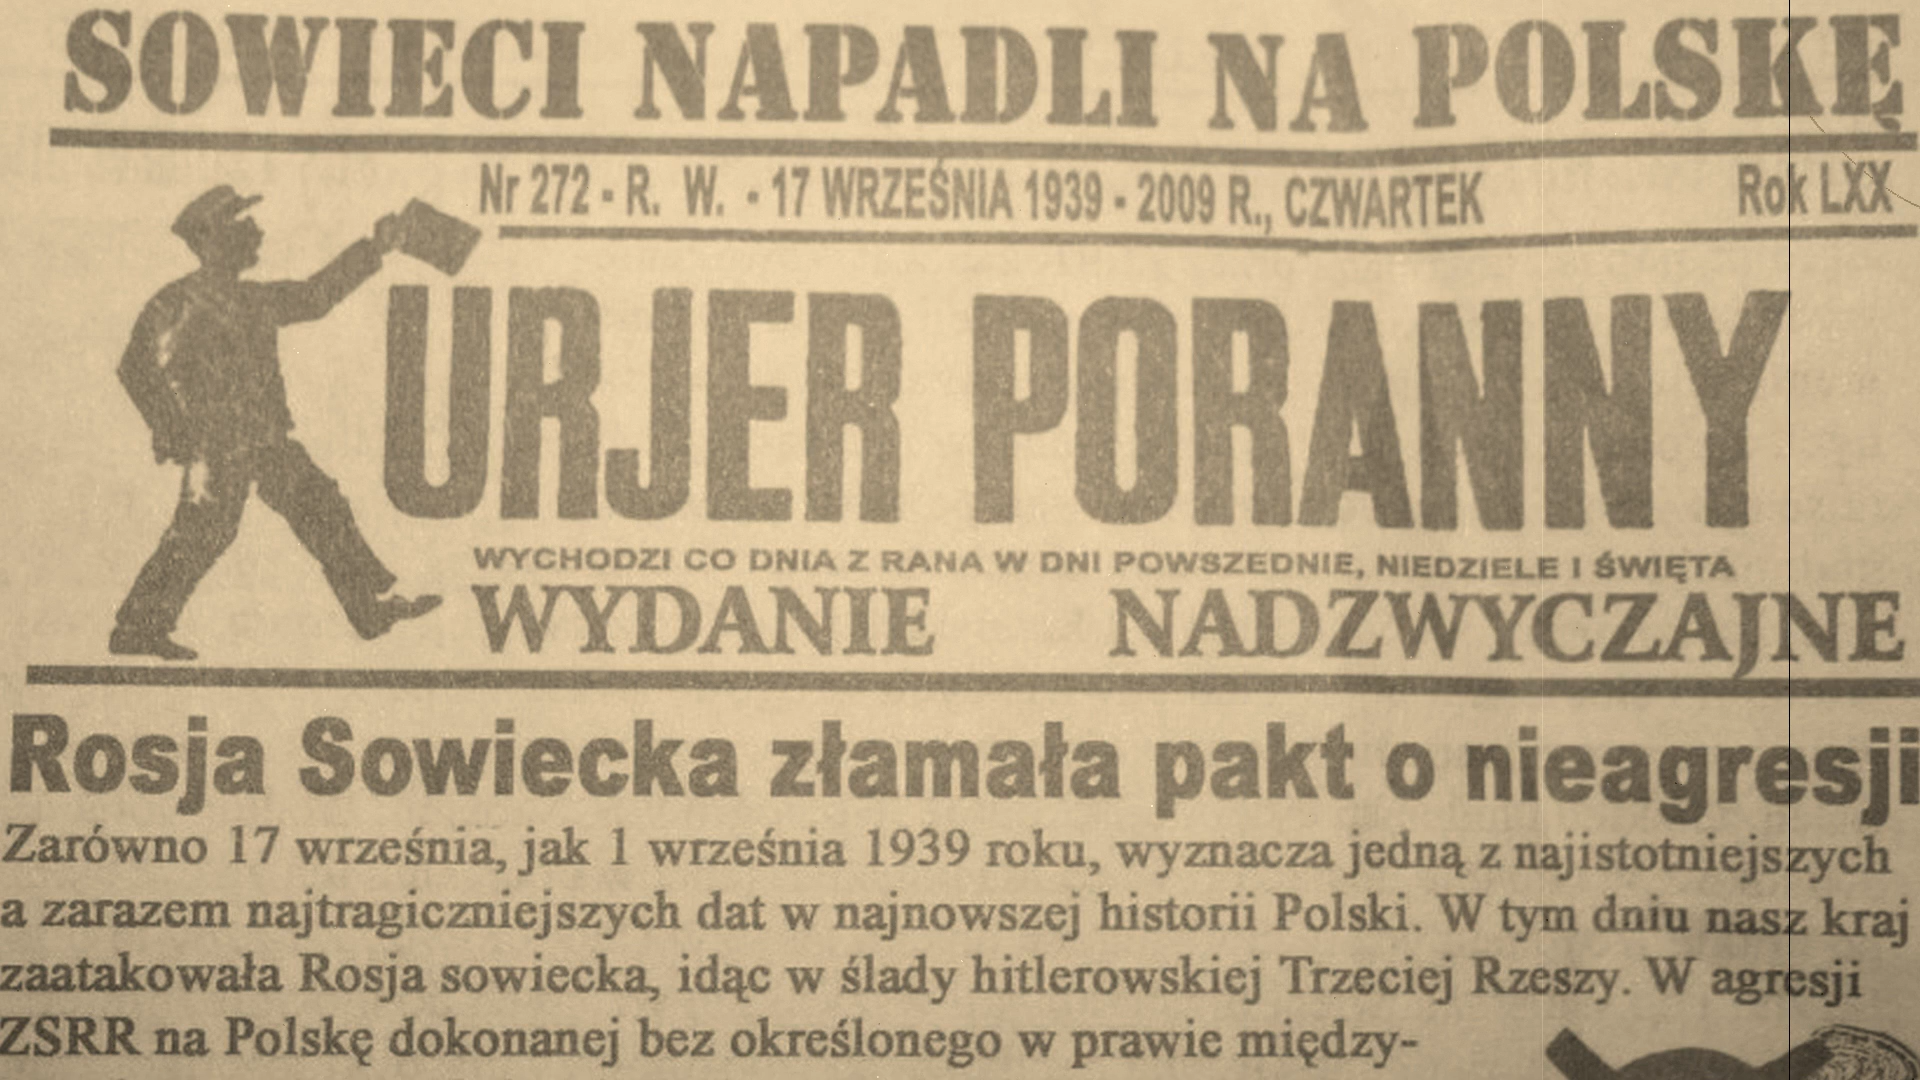 SOWIECI NAPADLI NA POLSKĘ
Nr 272 - R. W. - 17 WRZEŚNIA 1939 - 2009 R., CZWARTEK
Rok LXX
URJER PORANNY
WYCHODZI CO DNIA Z RANA W DNI POWSZEDNIE, NIEDZIELE I ŚWIĘTA
WYDANIE NADZWYCZAJNE
Rosja Sowiecka złamała pakt o nieagresji
Zarówno 17 września, jak 1 września 1939 roku, wyznacza jedną z najistotniejszych
a zarazem najtragiczniejszych dat w najnowszej historii Polski. W tym dniu nasz kraj
zaatakowała Rosja sowiecka, idąc w ślady hitlerowskiej Trzeciej Rzeszy. W agresji
ZSRR na Polskę dokonanej bez określonego w prawie między-